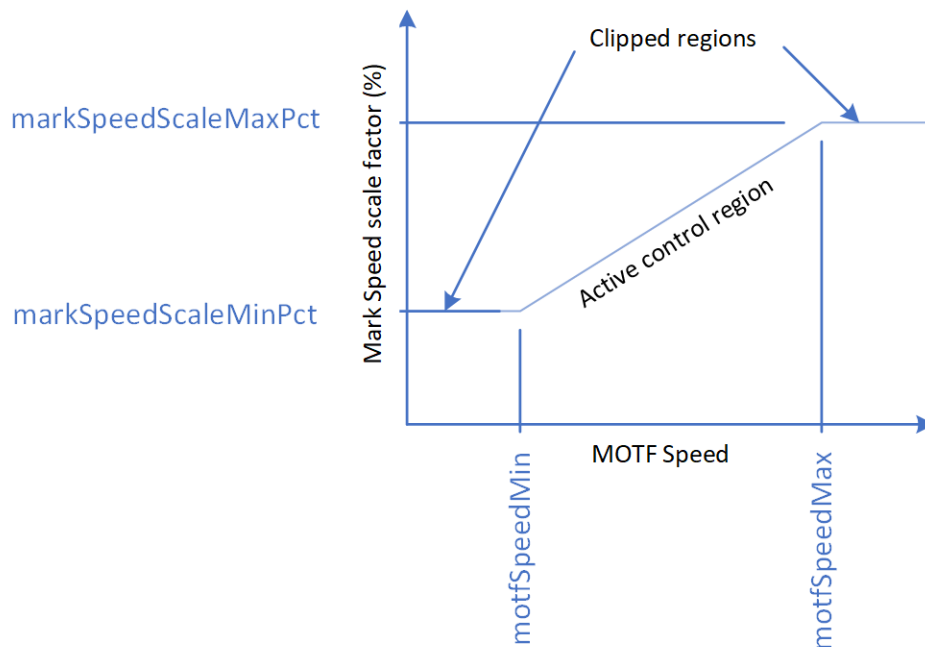 Clipped regions
markSpeedScaleMaxPct
Mark Speed scale factor (%)
Active control region
markSpeedScaleMinPct
MOTF Speed
motfSpeedMin
motfSpeedMax